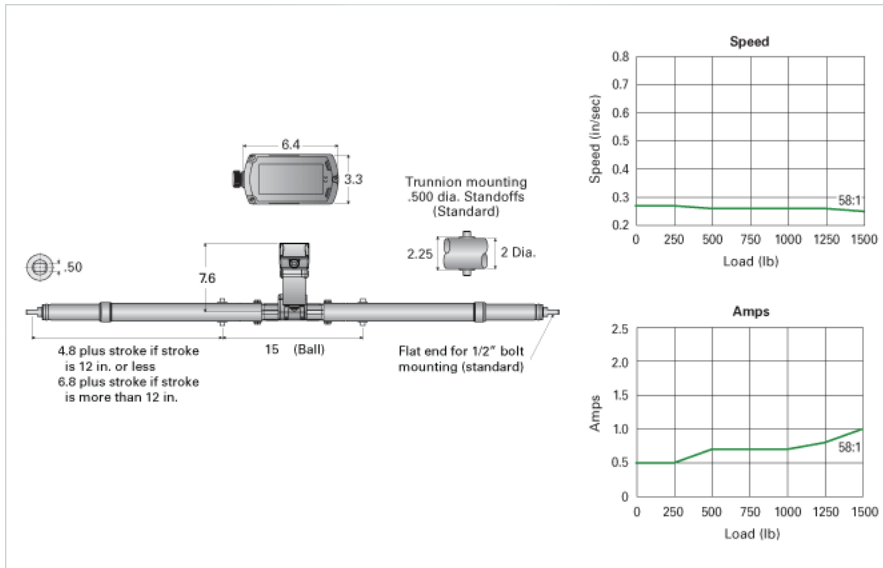 6.4
3.3
Trunnion mounting
.500 dia. Standoffs
(Standard)
2.25
2 Dia.
.50
7.6
4.8 plus stroke if stroke
is 12 in. or less
6.8 plus stroke if stroke
is more than 12 in.
15 (Ball)
Flat end for 1/2" bolt
mounting (standard)
Speed
Speed (in/sec)
0.8
0.7
0.6
0.5
0.4
0.3
0.2
58:1
0 250 500 750 1000 1250 1500
Load (lb)
Amps
Amps
2.5
2.0
1.5
1.0
0.5
0
58:1
0 250 500 750 1000 1250 1500
Load (lb)